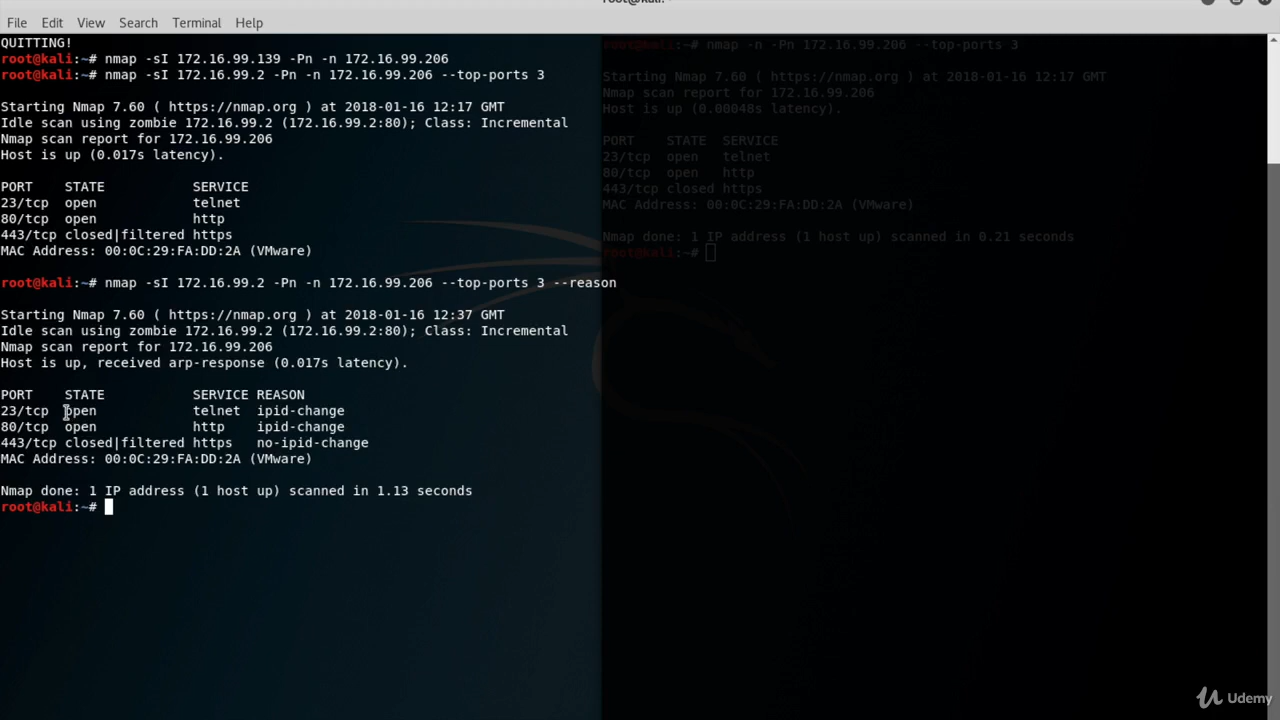 root@kali: ~
File Edit View Search Terminal Help
QUITTING!
root@kali:~# nmap -sI 172.16.99.139 -Pn -n 172.16.99.206
root@kali:~# nmap -sI 172.16.99.2 -Pn -n 172.16.99.206 --top-ports 3
Starting Nmap 7.60 ( https://nmap.org ) at 2018-01-16 12:17 GMT
Idle scan using zombie 172.16.99.2 (172.16.99.2:80); Class: Incremental
Nmap scan report for 172.16.99.206
Host is up (0.017s latency).
PORT STATE SERVICE
23/tcp open telnet
80/tcp open http
443/tcp closed|filtered https
MAC Address: 00:0C:29:FA:DD:2A (VMware)
root@kali:~# nmap -sI 172.16.99.2 -Pn -n 172.16.99.206 --top-ports 3 --reason
Starting Nmap 7.60 ( https://nmap.org ) at 2018-01-16 12:37 GMT
Idle scan using zombie 172.16.99.2 (172.16.99.2:80); Class: Incremental
Nmap scan report for 172.16.99.206
Host is up, received arp-response (0.017s latency).
PORT STATE SERVICE REASON
23/tcp open telnet ipid-change
80/tcp open http ipid-change
443/tcp closed|filtered https no-ipid-change
MAC Address: 00:0C:29:FA:DD:2A (VMware)
Nmap done: 1 IP address (1 host up) scanned in 1.13 seconds
root@kali:~#
root@kali:~# nmap -n -Pn 172.16.99.206 --top-ports 3
Starting Nmap 7.60 ( https://nmap.org ) at 2018-01-16 12:17 GMT
Nmap scan report for 172.16.99.206
Host is up (0.00048s latency).
PORT STATE SERVICE
23/tcp open telnet
80/tcp open http
443/tcp closed https
MAC Address: 00:0C:29:FA:DD:2A (VMware)
Nmap done: 1 IP address (1 host up) scanned in 0.21 seconds
root@kali:~#
Udemy